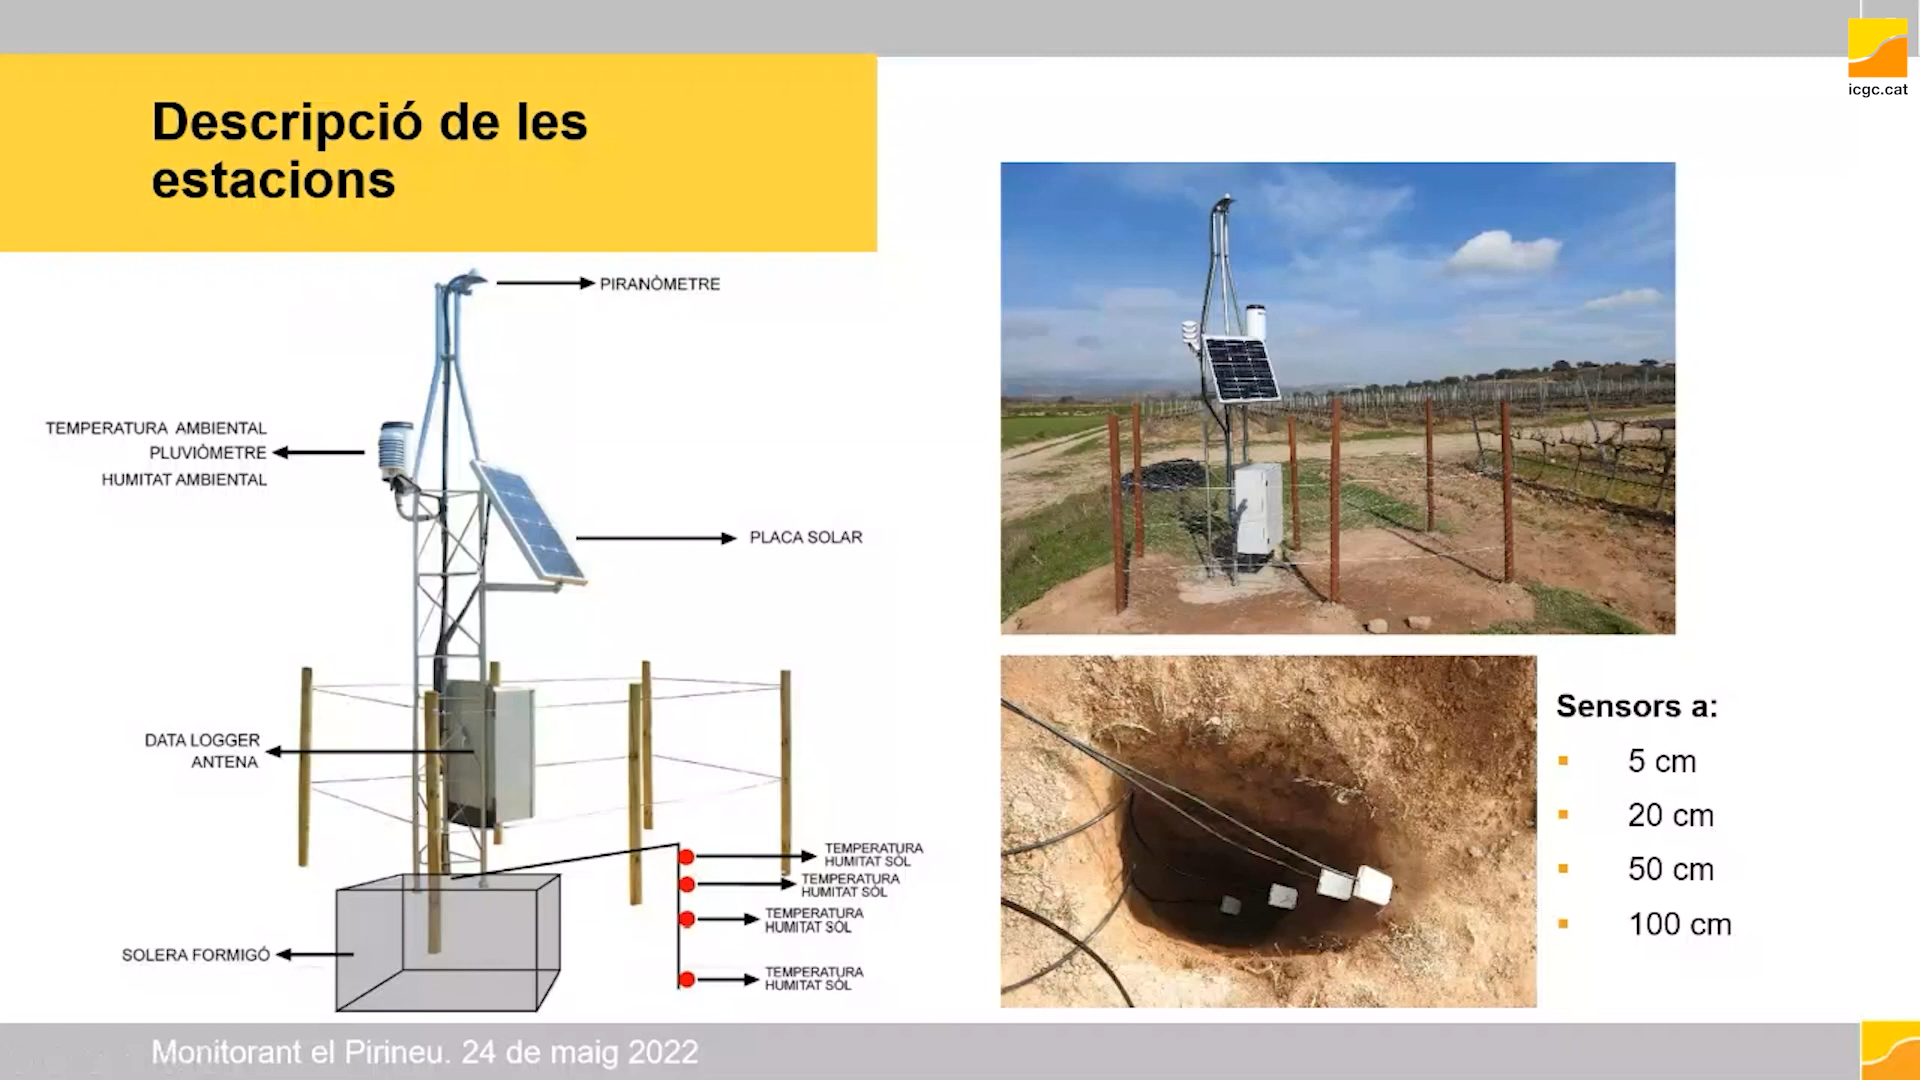 icgc.cat
Descripció de les
estacions
PIRANÒMETRE
TEMPERATURA AMBIENTAL
PLUVIÒMETRE
HUMITAT AMBIENTAL
PLACA SOLAR
DATA LOGGER
ANTENA
TEMPERATURA
HUMITAT SÒL
TEMPERATURA
HUMITAT SÒL
TEMPERATURA
HUMITAT SÒL
TEMPERATURA
HUMITAT SÒL
SOLERA FORMIGÓ
Sensors a:
5 cm
20 cm
50 cm
100 cm
Monitorant el Pirineu. 24 de maig 2022